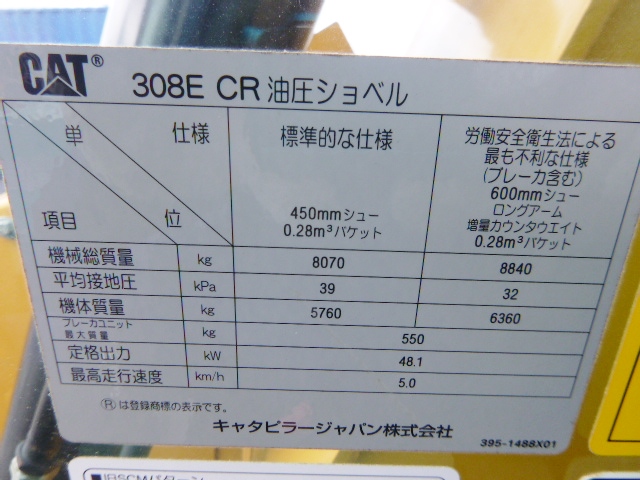 CAT® 308E CR 油圧ショベル
単 仕様 標準的な仕様 労働安全衛生法による
最も不利な仕様
(ブレーカ含む)
項目 位 450mmシュー 600mmシュー
0.28m³バケット ロングアーム
増量カウンタウエイト
0.28m³バケット
機械総質量 kg 8070 8840
平均接地圧 kPa 39 32
機体質量 kg 5760 6360
ブレーカユニット
最大質量 kg 550
定格出力 kW 48.1
最高走行速度 km/h 5.0
Ⓡは登録商標の表示です。
キャタピラージャパン株式会社
395-1488X01